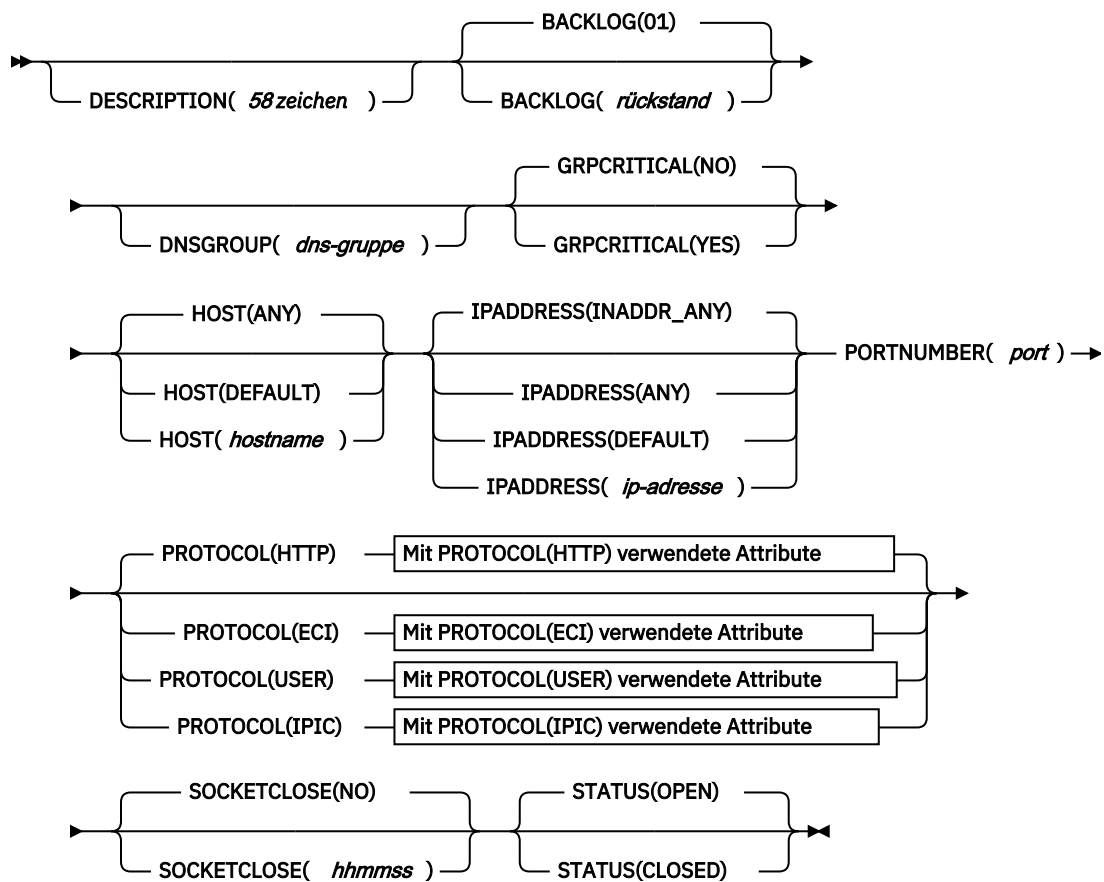 BACKLOG(01)
DESCRIPTION( 58 zeichen )
BACKLOG( rückstand )
GRPCRITICAL(NO)
DNSGROUP( dns-gruppe )
GRPCRITICAL(YES)
HOST(ANY)
IPADDRESS(INADDR_ANY)
PORTNUMBER( port )
HOST(DEFAULT)
IPADDRESS(ANY)
HOST( hostname )
IPADDRESS(DEFAULT)
IPADDRESS( ip-adresse )
PROTOCOL(HTTP)
Mit PROTOCOL(HTTP) verwendete Attribute
PROTOCOL(ECI)
Mit PROTOCOL(ECI) verwendete Attribute
PROTOCOL(USER)
Mit PROTOCOL(USER) verwendete Attribute
PROTOCOL(IPIC)
Mit PROTOCOL(IPIC) verwendete Attribute
SOCKETCLOSE(NO)
STATUS(OPEN)
SOCKETCLOSE( hhmmss )
STATUS(CLOSED)